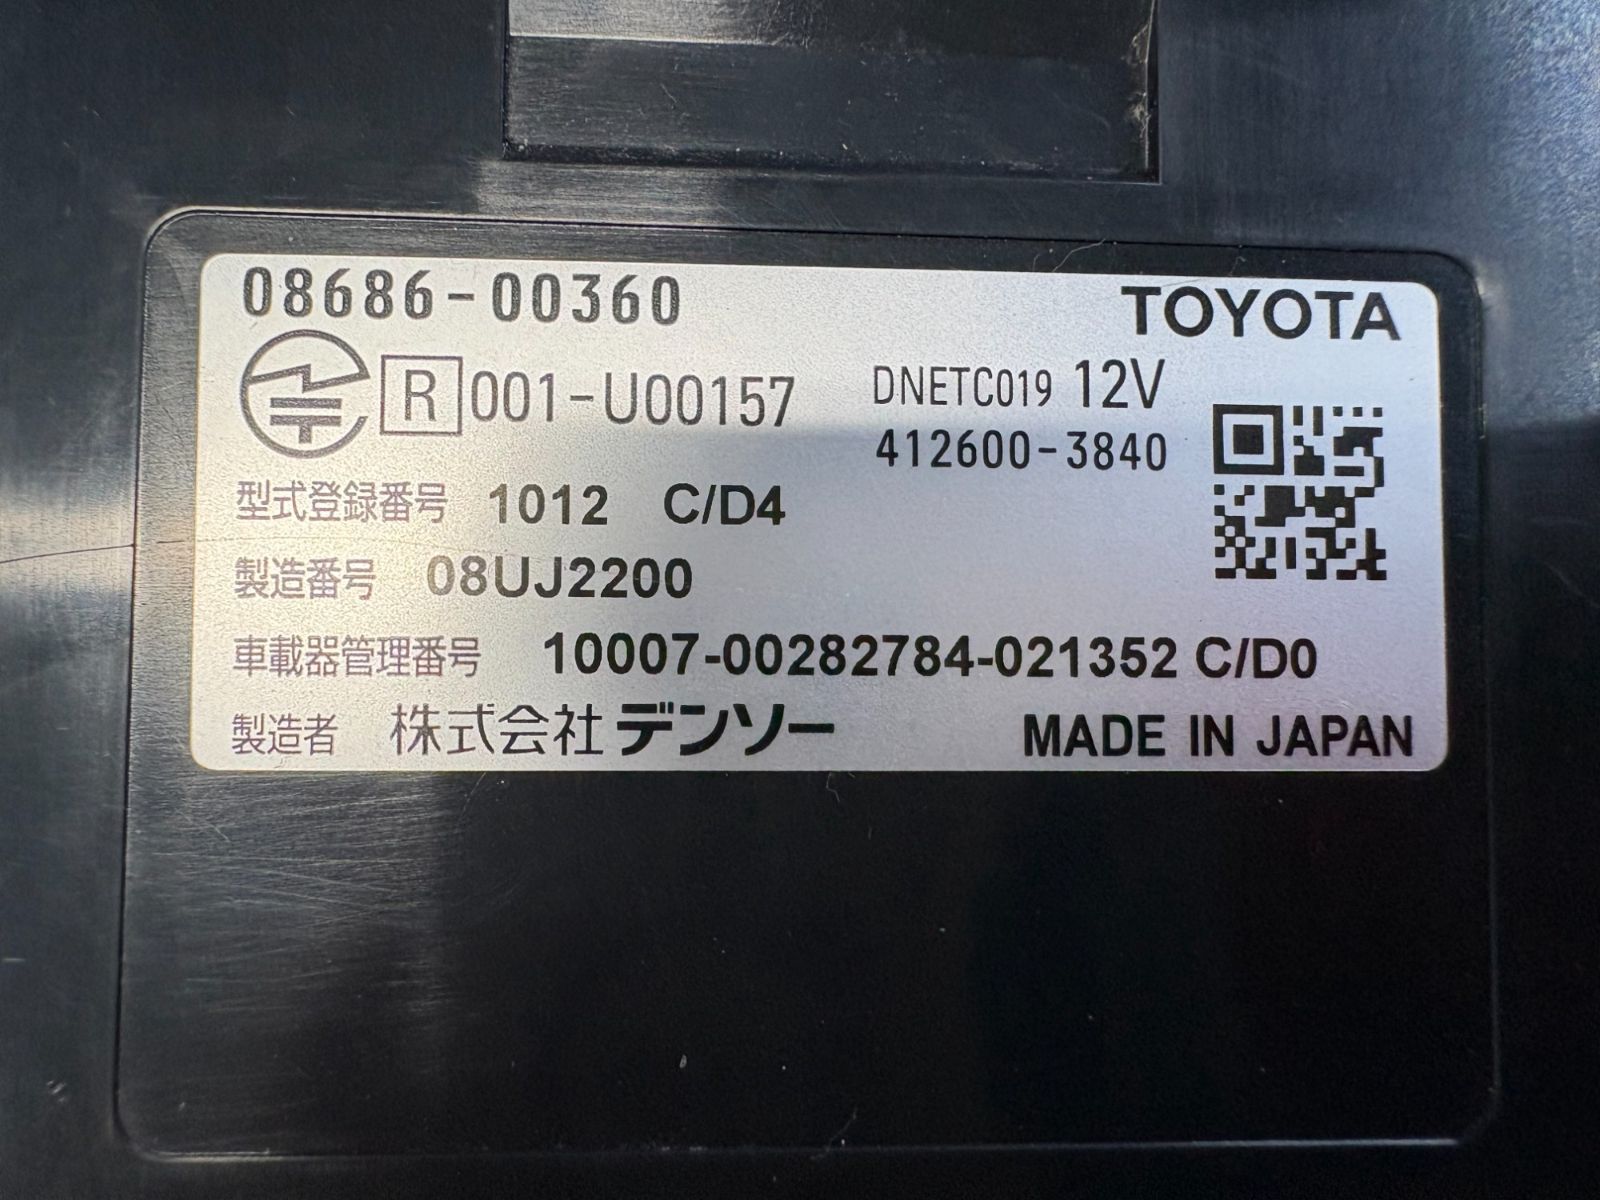 08686-00360
TOYOTA
R 001-U00157
DNETC019 12V
412600-3840
型式登録番号 1012 C/D4
製造番号 08UJ2200
車載器管理番号 10007-00282784-021352 C/D0
製造者 株式会社デンソー
MADE IN JAPAN